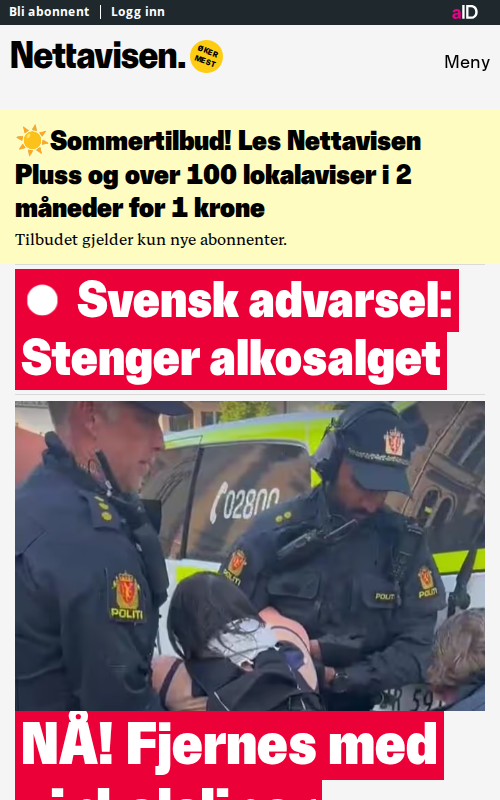 Bli abonnent | Logg inn
aID
Nettavisen.
ØKER
MEST
Meny
☀️Sommertilbud! Les Nettavisen
Pluss og over 100 lokalaviser i 2
måneder for 1 krone
Tilbudet gjelder kun nye abonnenter.
Svensk advarsel:
Stenger alkosalget
02800
POLITI
POLITI
POLITI
NÅ! Fjernes med